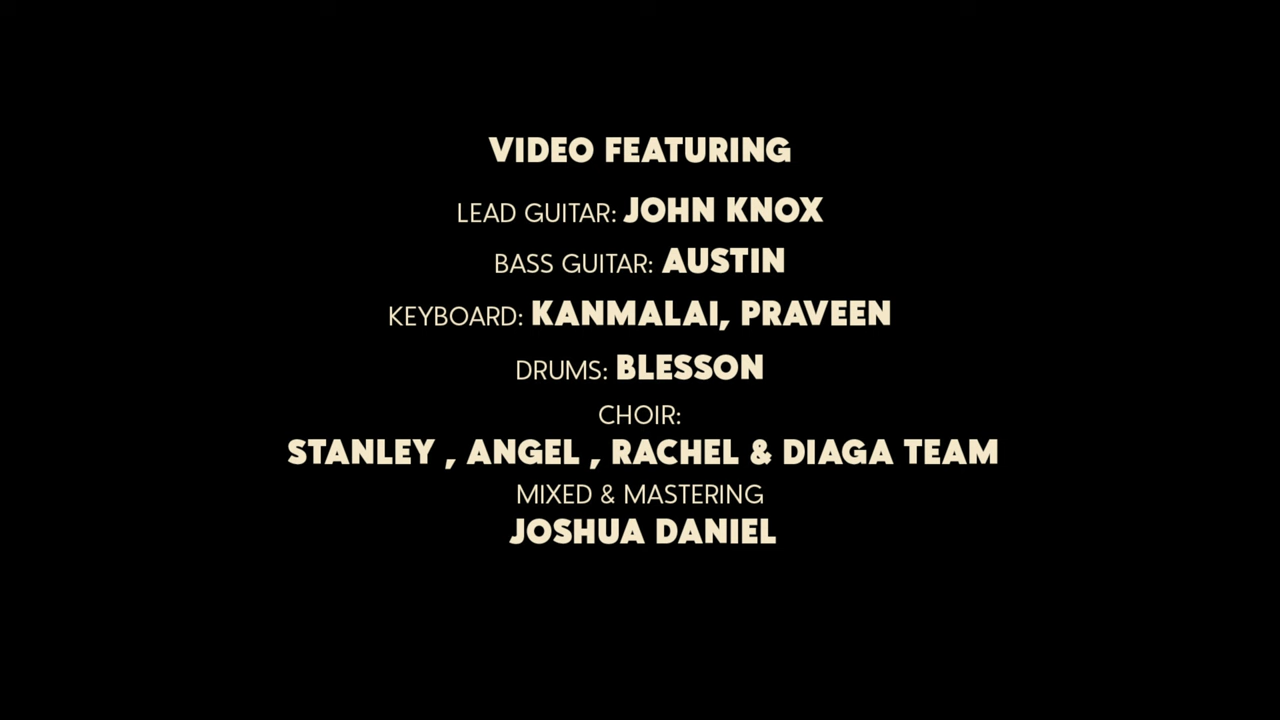 VIDEO FEATURING
LEAD GUITAR: JOHN KNOX
BASS GUITAR: AUSTIN
KEYBOARD: KANMALAI, PRAVEEN
DRUMS: BLESSON
CHOIR:
STANLEY , ANGEL , RACHEL & DIAGA TEAM
MIXED & MASTERING
JOSHUA DANIEL